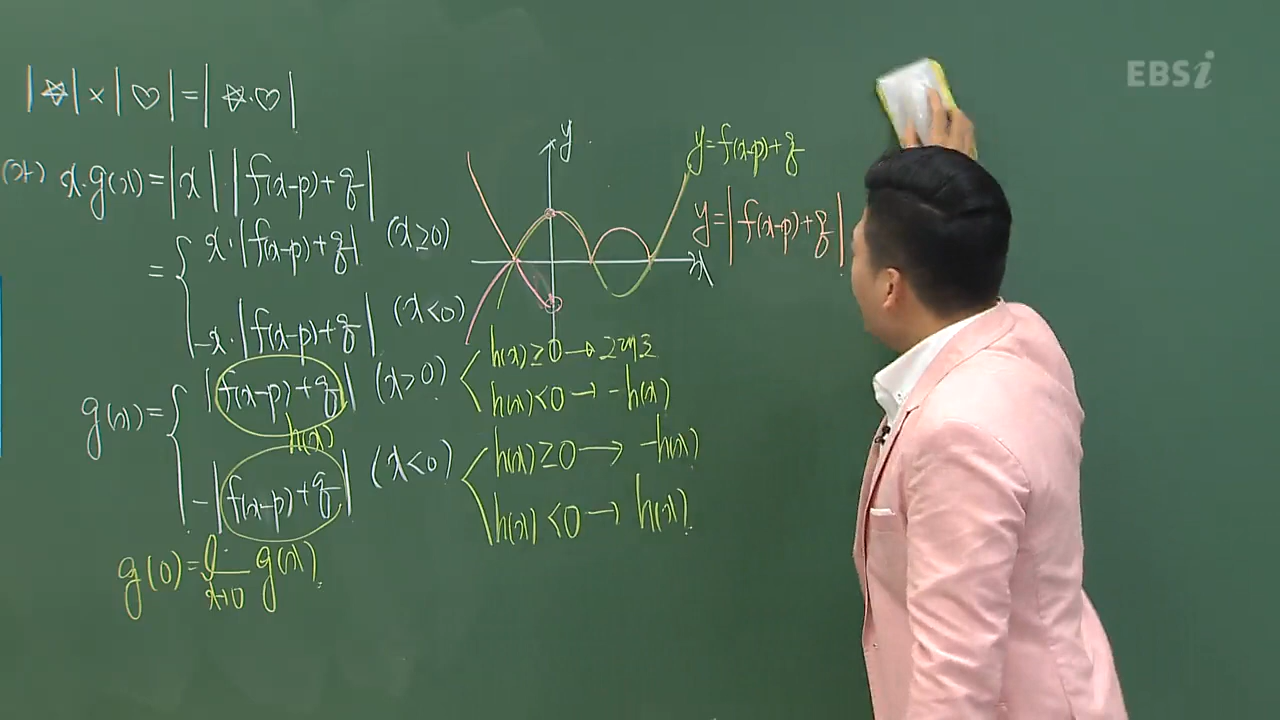 |☆|×|♡|=|☆·♡|
(가) x·g(x)=|x| |f(x-p)+q|
= { x·|f(x-p)+q| (x≥0)
-x·|f(x-p)+q| (x<0)
g(x)= { |f(x-p)+q| (x>0)
h(x)
-|f(x-p)+q| (x<0)
g(0)=lim g(x)
x→0
y
x
y=f(x-p)+q
y=|f(x-p)+q|
h(x)≥0→그대로
h(x)<0→-h(x)
h(x)≥0→-h(x)
h(x)<0→h(x)
EBSi